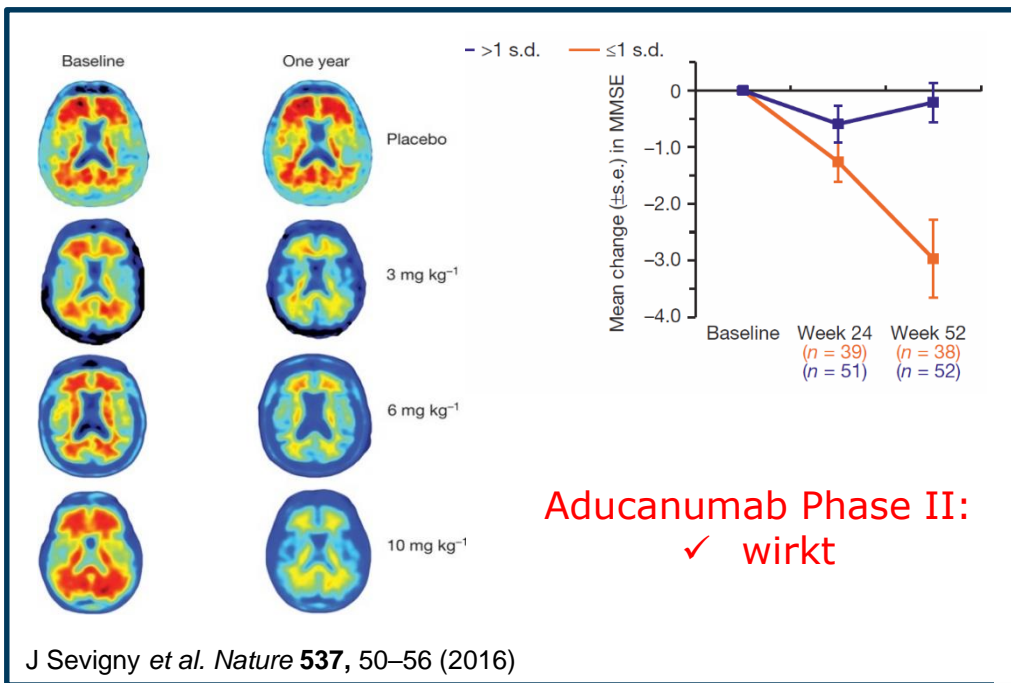 Baseline
One year
Placebo
3 mg kg⁻¹
6 mg kg⁻¹
10 mg kg⁻¹
>1 s.d.
≤1 s.d.
Mean change (±s.e.) in MMSE
0
−1.0
−2.0
−3.0
−4.0
Baseline
Week 24
Week 52
(n = 39)
(n = 38)
(n = 51)
(n = 52)
Aducanumab Phase II:
✓ wirkt
J Sevigny et al. Nature 537, 50–56 (2016)